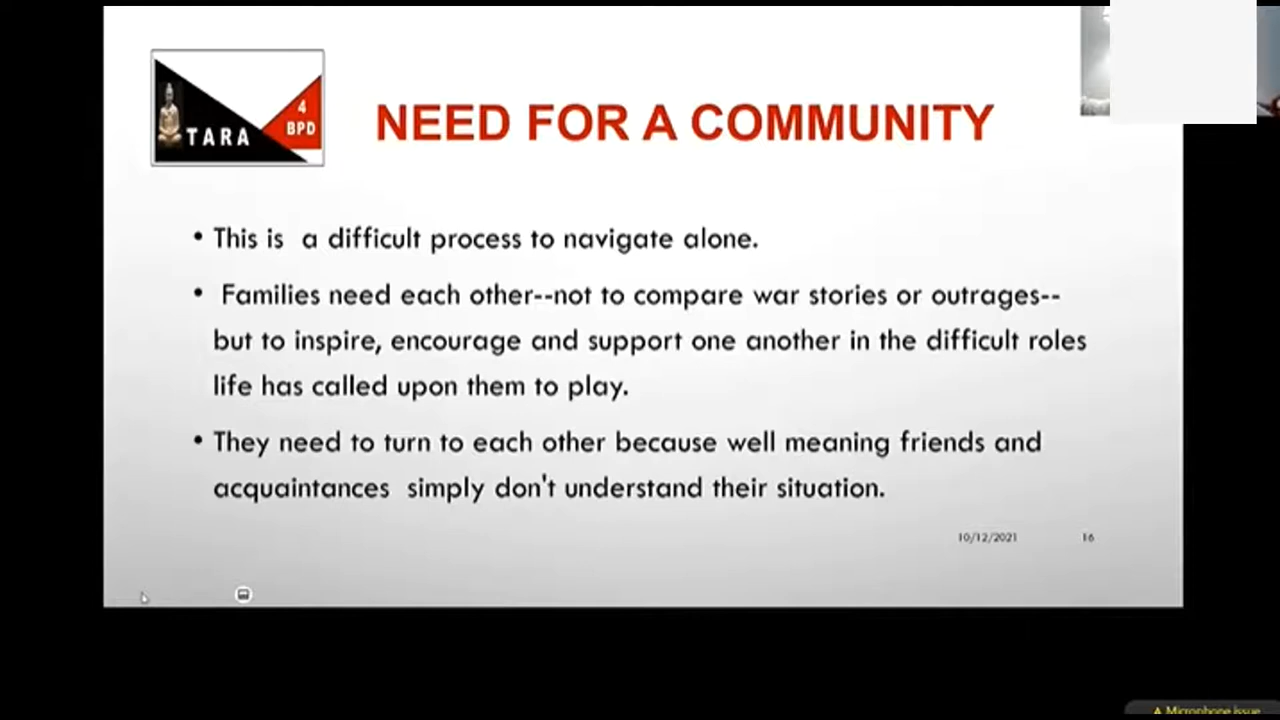 4
BPD
TARA
NEED FOR A COMMUNITY
• This is a difficult process to navigate alone.
• Families need each other--not to compare war stories or outrages--
but to inspire, encourage and support one another in the difficult roles
life has called upon them to play.
• They need to turn to each other because well meaning friends and
acquaintances simply don't understand their situation.
10/12/2021 16
Microphone issue